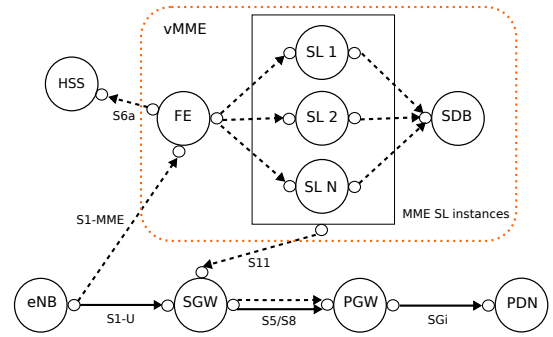 vMME
SL 1
HSS
S6a
FE
SL 2
SDB
SL N
MME SL instances
S1-MME
S11
eNB
S1-U
SGW
S5/S8
PGW
SGi
PDN